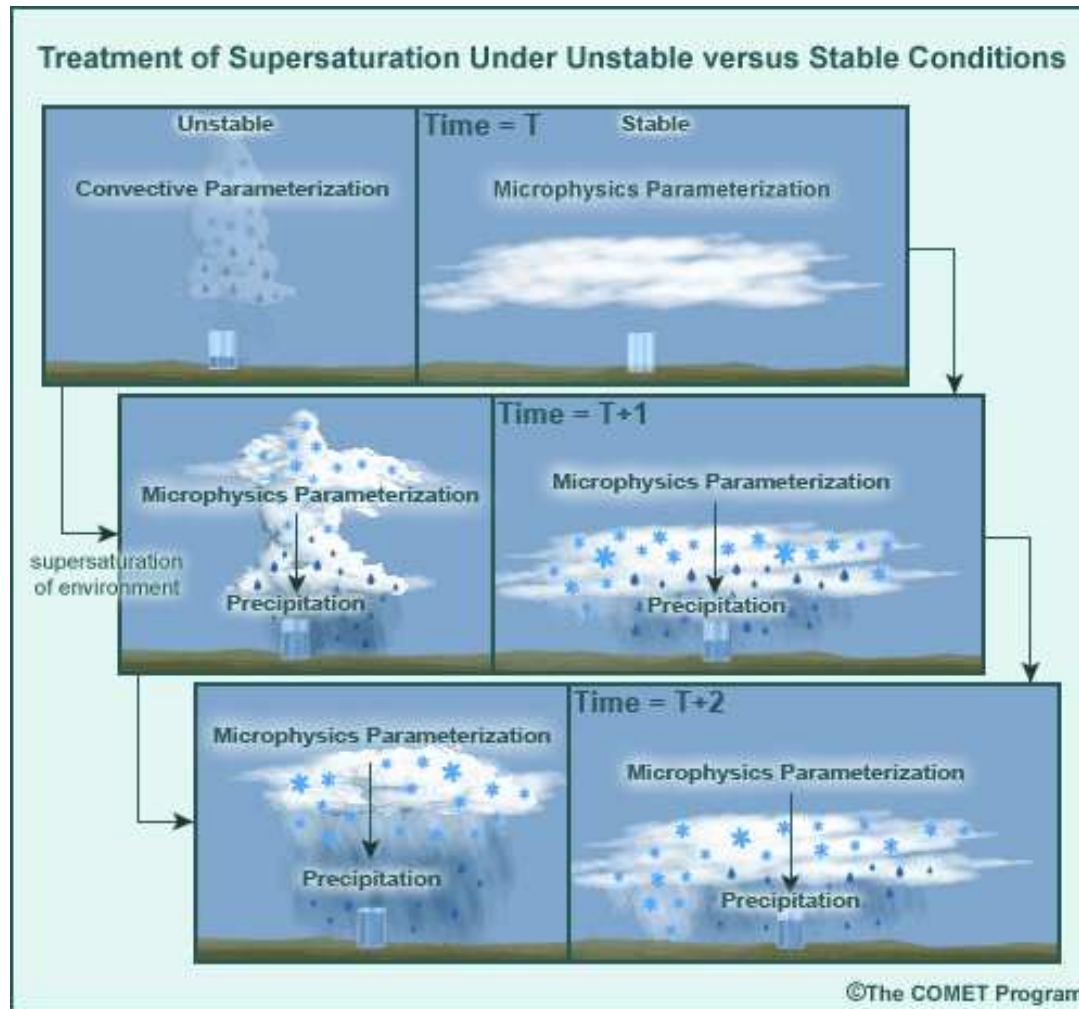 Treatment of Supersaturation Under Unstable versus Stable Conditions
Unstable
Convective Parameterization
Time = T
Stable
Microphysics Parameterization
supersaturation
of environment
Microphysics Parameterization
Precipitation
Time = T+1
Microphysics Parameterization
Precipitation
Microphysics Parameterization
Precipitation
Time = T+2
Microphysics Parameterization
Precipitation
©The COMET Program